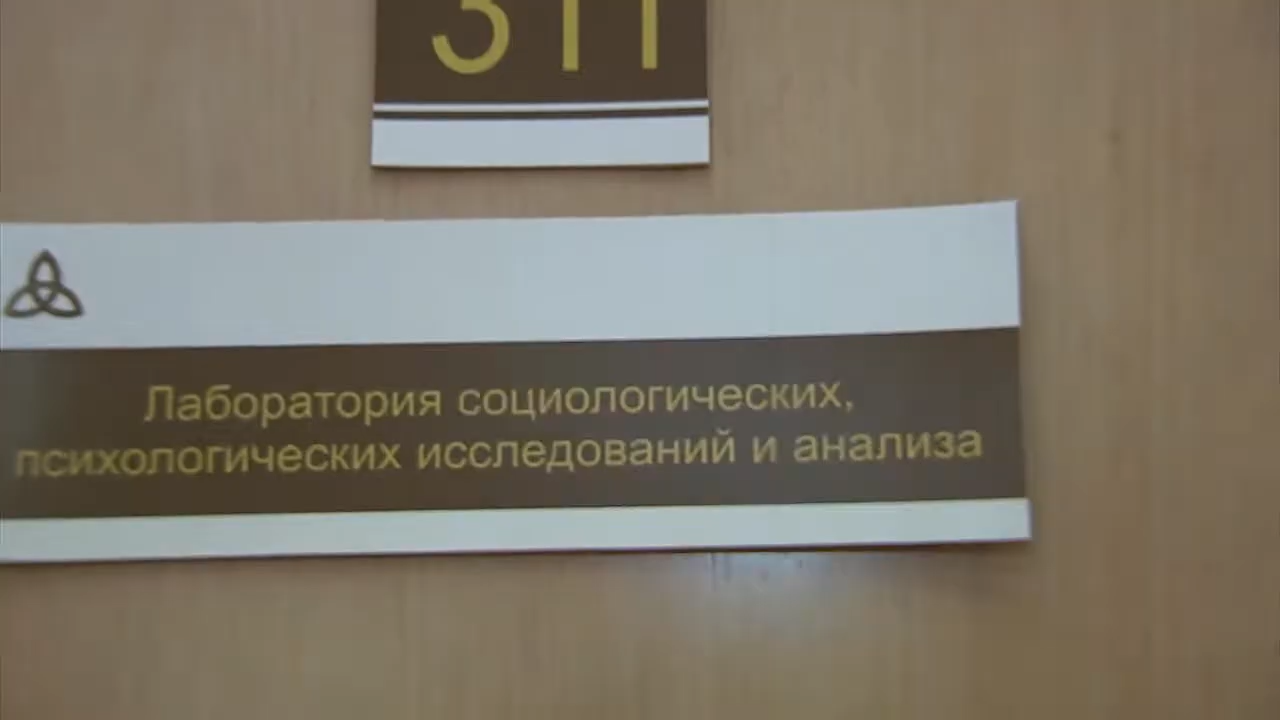 311
Лаборатория социологических,
психологических исследований и анализа